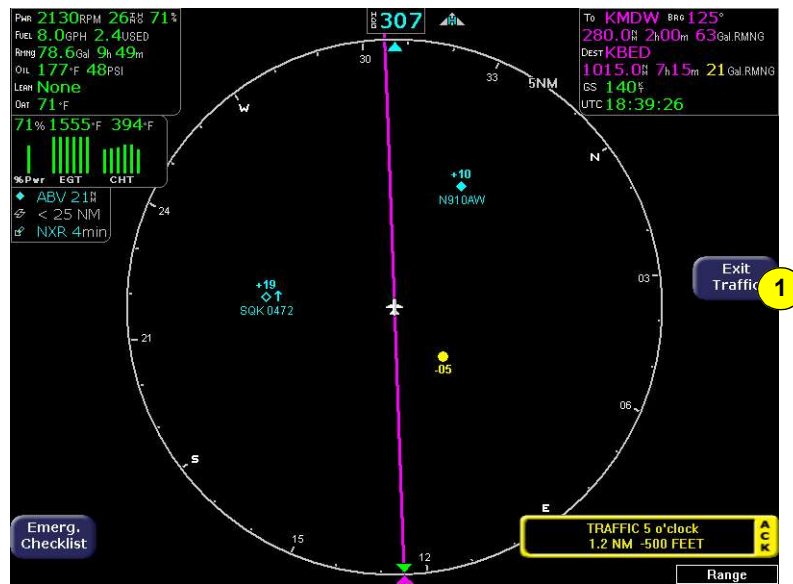 PWR 2130RPM 26"HG 71%
FUEL 8.0GPH 2.4USED
RMNG 78.6Gal 9h 49m
OIL 177°F 48PSI
LEAN None
OAT 71°F
71% 1555°F 394°F
%Pwr EGT CHT
ABV 21
< 25 NM
NXR 4min
HDG 307
TO KMDW BRG 125°
280.0NM 2h00m 63Gal.RMNG
DEST KBED
1015.0NM 7h15m 21Gal.RMNG
GS 140
UTC 18:39:26
30
33
5NM
W
N
+10
N910AW
24
+19
SQK 0472
03
Exit
Traffic
1
21
-05
06
S
E
Emerg.
Checklist
15
12
TRAFFIC 5 o'clock
1.2 NM -500 FEET
ACK
Range